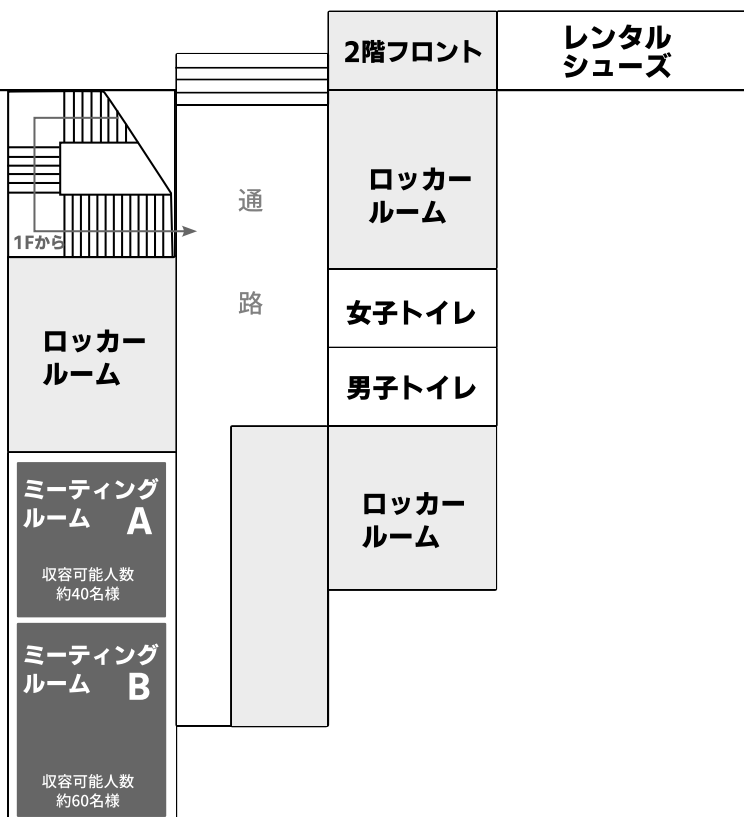 2階フロント
レンタル
シューズ
通
路
1Fから
ロッカー
ルーム
女子トイレ
男子トイレ
ロッカー
ルーム
ロッカー
ルーム
ミーティング
ルーム A
収容可能人数
約40名様
ミーティング
ルーム B
収容可能人数
約60名様